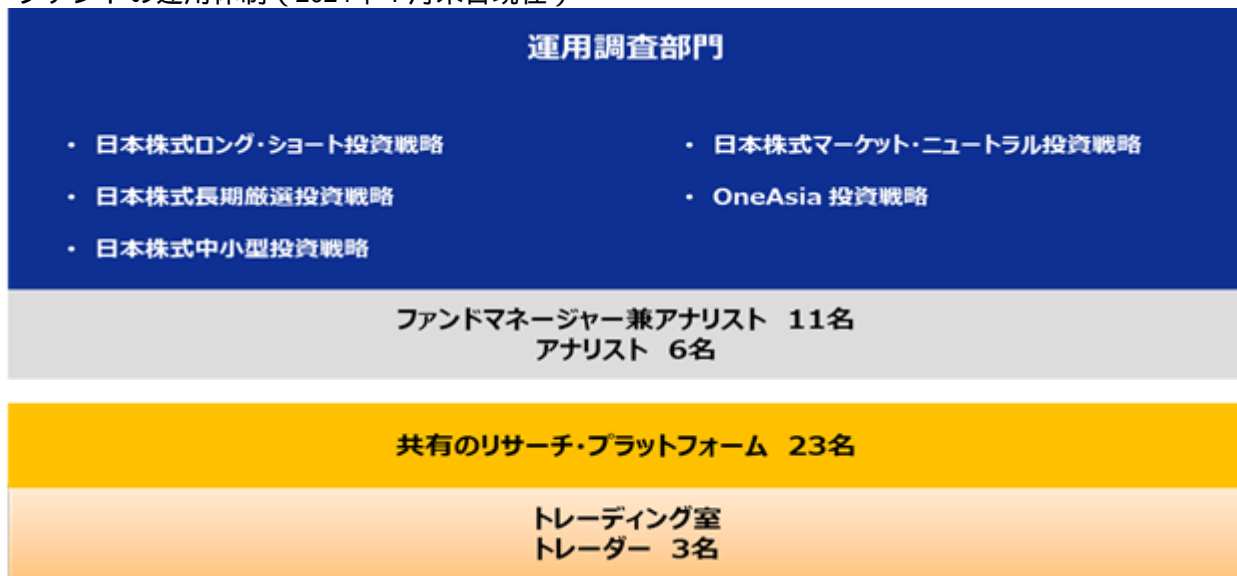 運用調査部門
・ 日本株式ロング・ショート投資戦略
・ 日本株式マーケット・ニュートラル投資戦略
・ 日本株式長期厳選投資戦略
・ OneAsia 投資戦略
・ 日本株式中小型投資戦略
ファンドマネージャー兼アナリスト 11名
アナリスト 6名
共有のリサーチ・プラットフォーム 23名
トレーディング室
トレーダー 3名